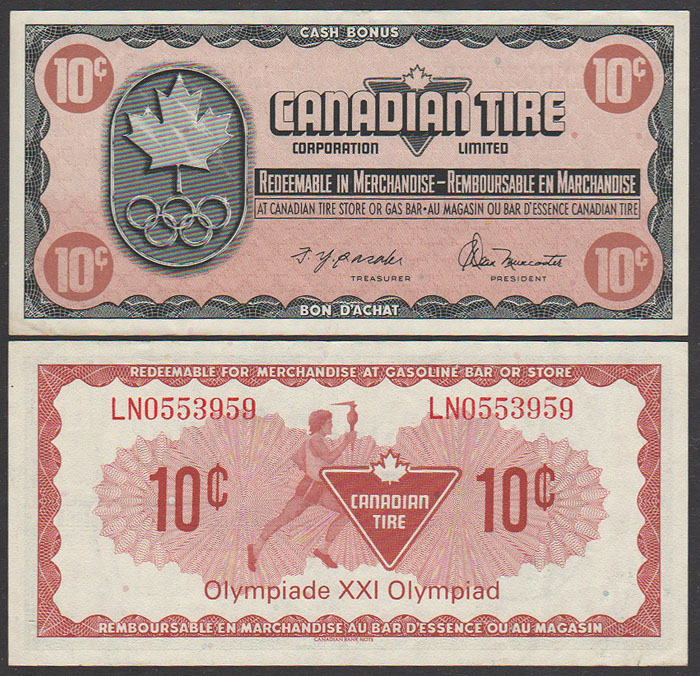 CASH BONUS
10¢ 10¢
CANADIAN TIRE
CORPORATION LIMITED
REDEEMABLE IN MERCHANDISE–REMBOURSABLE EN MARCHANDISE
AT CANADIAN TIRE STORE OR GAS BAR • AU MAGASIN OU BAR D'ESSENCE CANADIAN TIRE
10¢ 10¢
TREASURER PRESIDENT
BON D'ACHAT
REDEEMABLE FOR MERCHANDISE AT GASOLINE BAR OR STORE
LN0553959 LN0553959
10¢ 10¢
CANADIAN
TIRE
Olympiade XXI Olympiad
REMBOURSABLE EN MARCHANDISE AU BAR D'ESSENCE OU AU MAGASIN
CANADIAN BANK NOTE